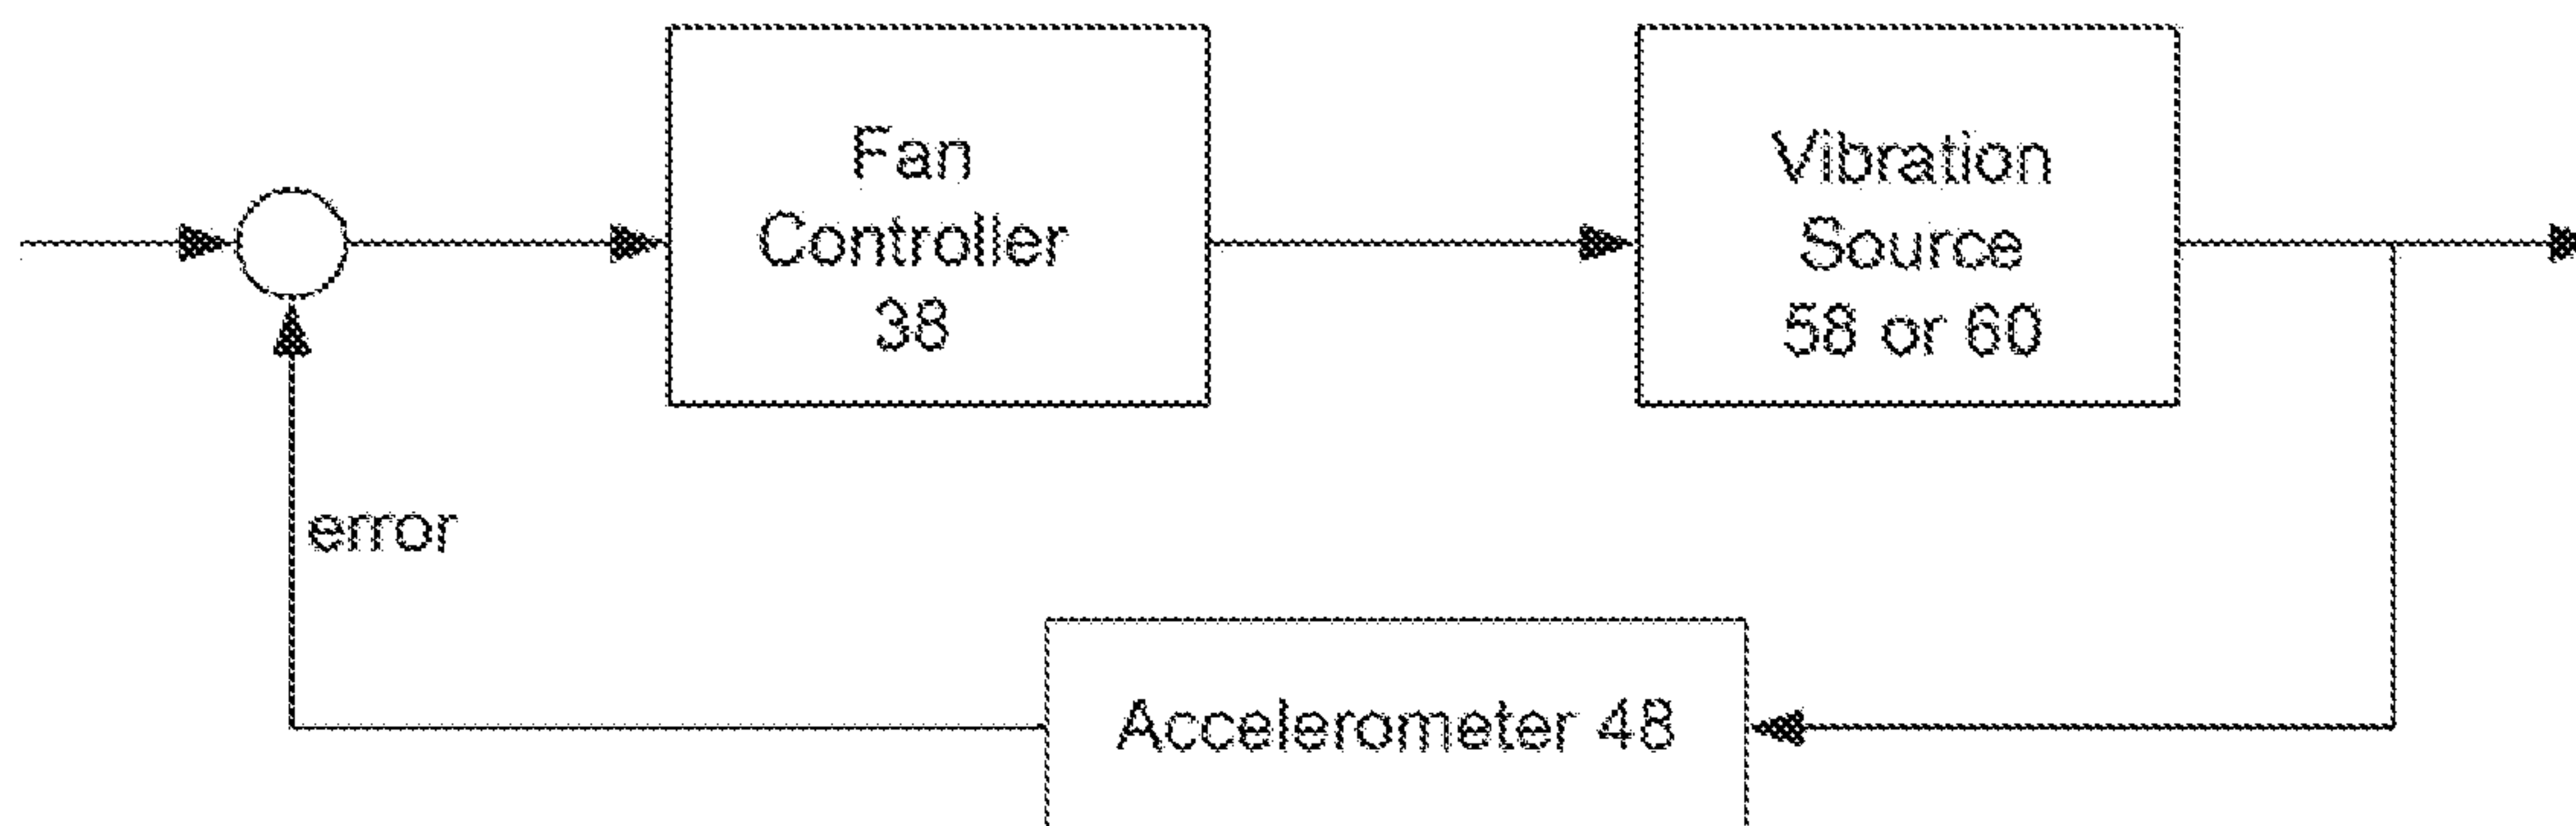 Fan
Controller
38
Vibration
Source
58 or 60
error
Accelerometer 48